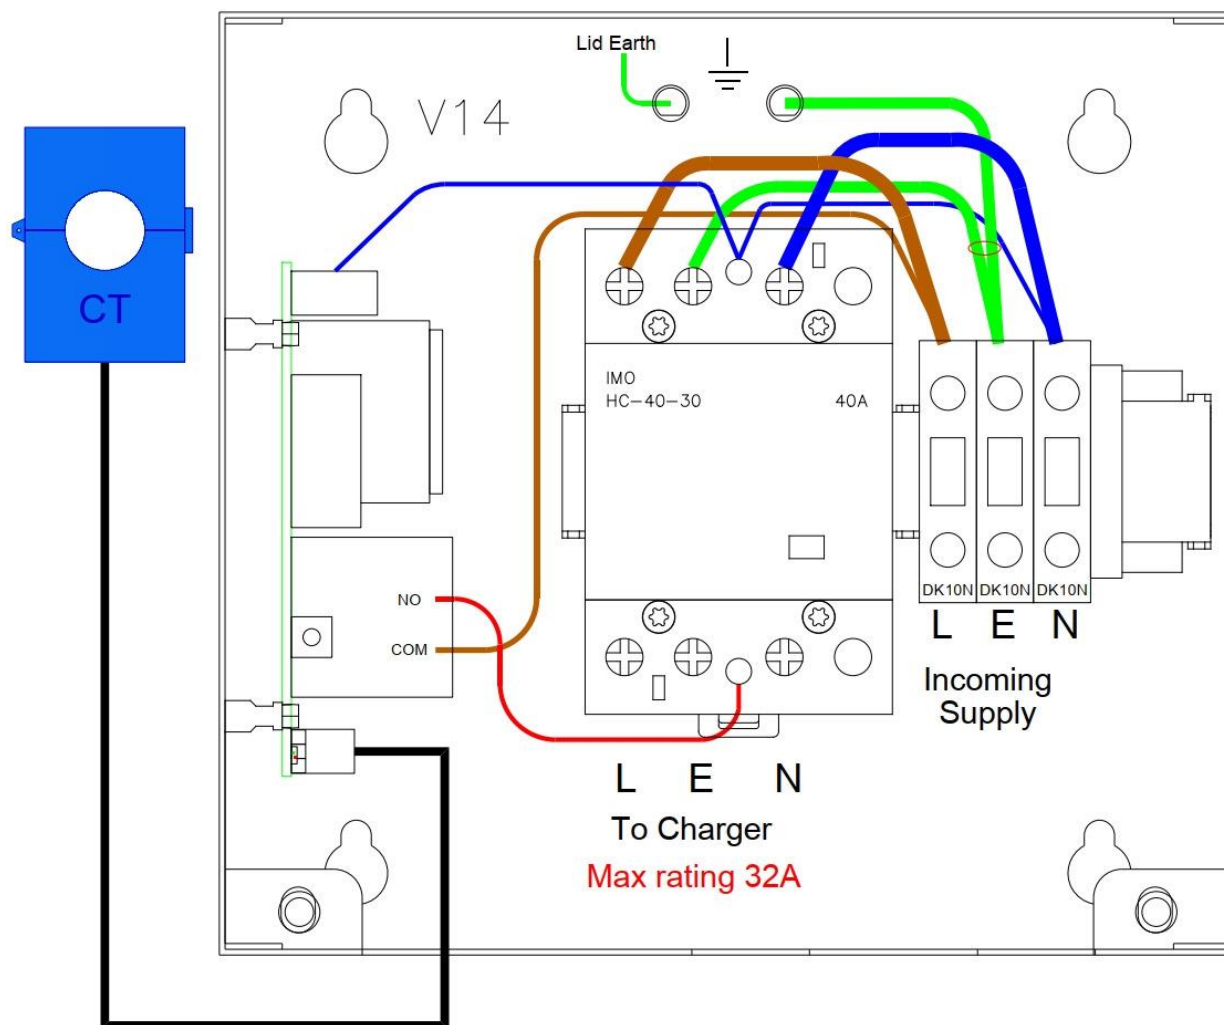 Lid Earth
V14
CT
IMO
HC-40-30
40A
NO
COM
DK10N
DK10N
DK10N
L
E
N
Incoming
Supply
L
E
N
To Charger
Max rating 32A